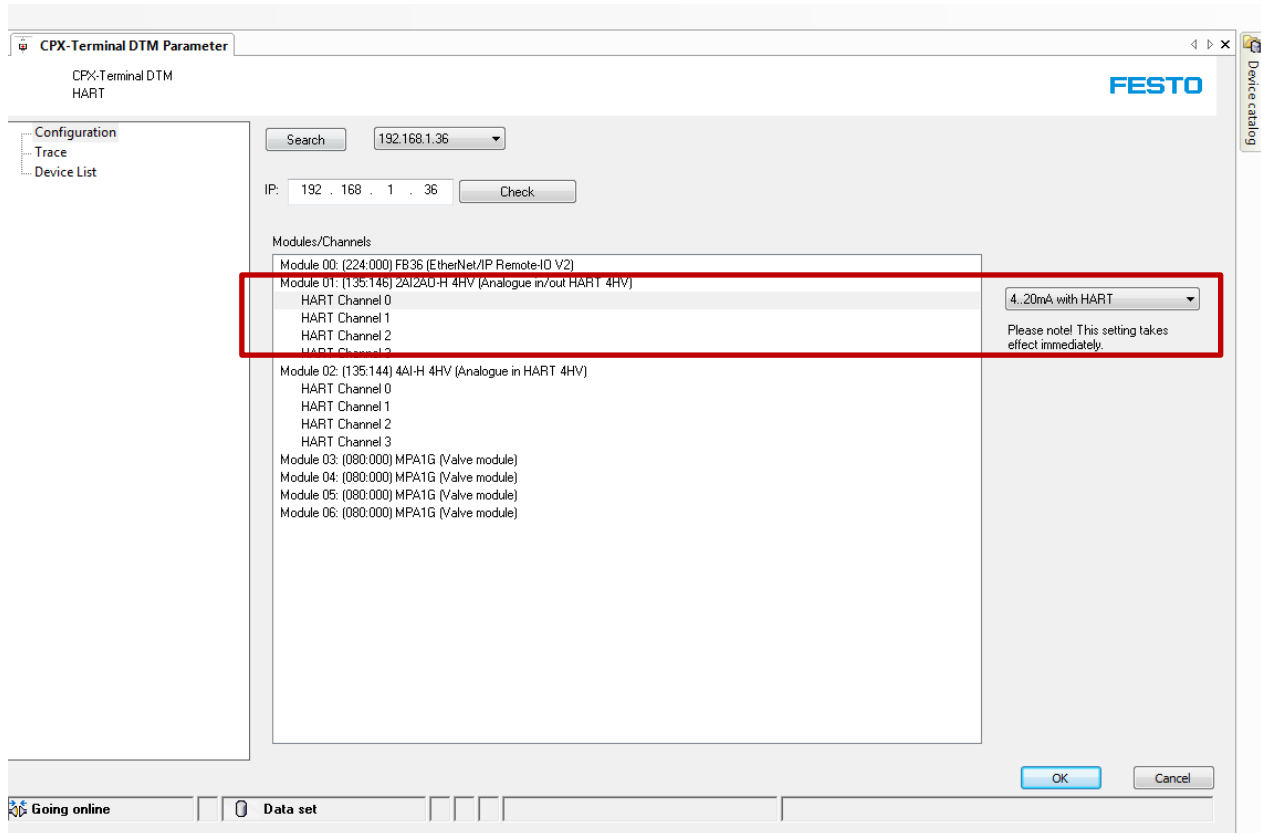 CPX-Terminal DTM Parameter
CPX-Terminal DTM
HART
FESTO
Device catalog
Configuration
Trace
Device List
Search
192.168.1.36
IP: 192 . 168 . 1 . 36
Check
Modules/Channels
Module 00: (224:000) FB36 (EtherNet/IP Remote-IO V2)
Module 01: (135:146) 2AI2AO-H 4HV (Analogue in/out HART 4HV)
HART Channel 0
HART Channel 1
HART Channel 2
HART Channel 3
Module 02: (135:144) 4AI-H 4HV (Analogue in HART 4HV)
HART Channel 0
HART Channel 1
HART Channel 2
HART Channel 3
Module 03: (080:000) MPA1G (Valve module)
Module 04: (080:000) MPA1G (Valve module)
Module 05: (080:000) MPA1G (Valve module)
Module 06: (080:000) MPA1G (Valve module)
4..20mA with HART
Please note! This setting takes
effect immediately.
OK
Cancel
Going online
Data set